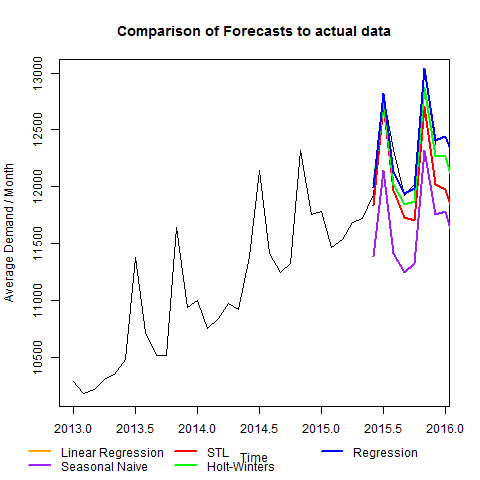 Comparison of Forecasts to actual data
Average Demand / Month
13000
12500
12000
11500
11000
10500
2013.0 2013.5 2014.0 2014.5 2015.0 2015.5 2016.0
Time
Linear Regression STL Regression
Seasonal Naive Holt-Winters